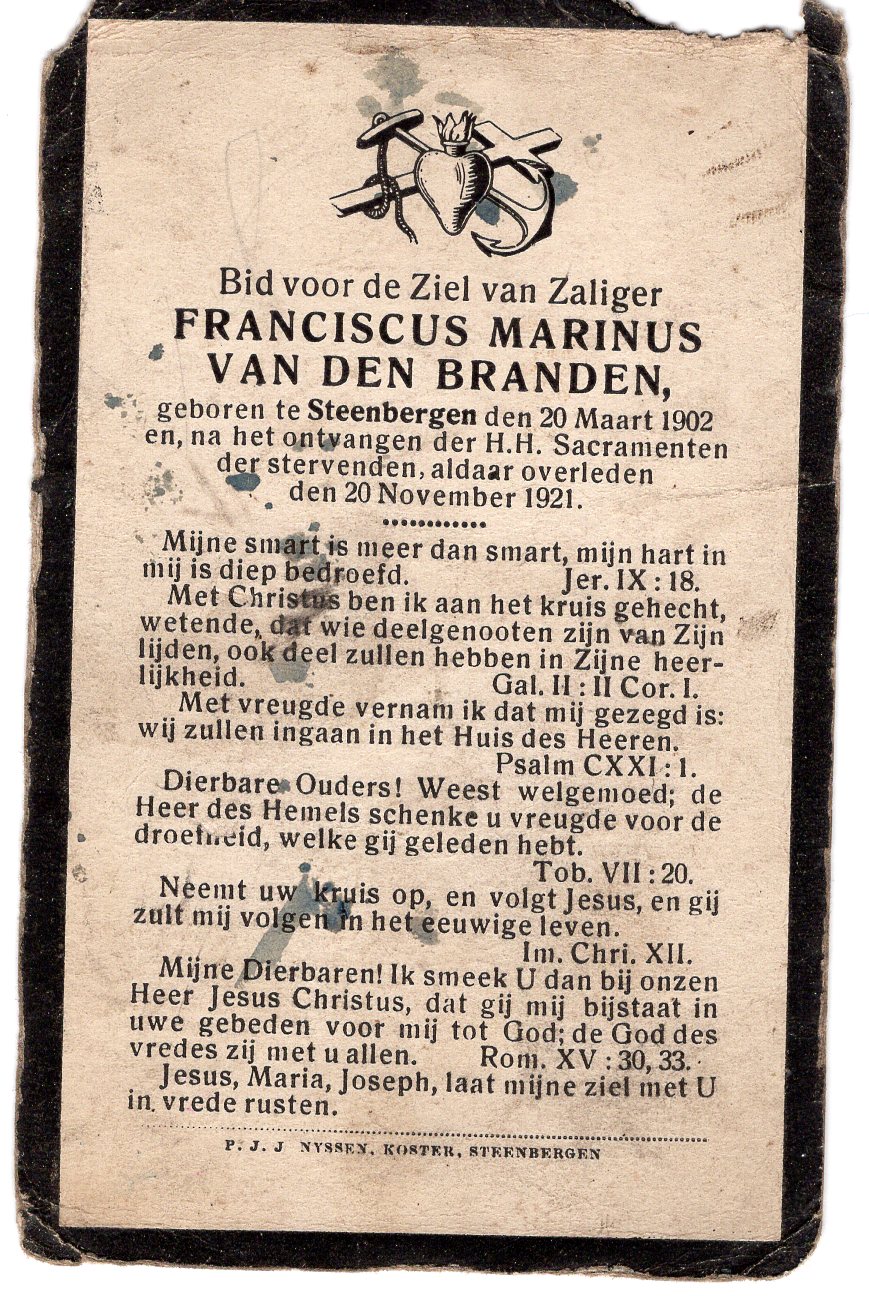 Bid voor de Ziel van Zaliger
FRANCISCUS MARINUS
VAN DEN BRANDEN,
geboren te Steenbergen den 20 Maart 1902
en, na het ontvangen der H.H. Sacramenten
der stervenden, aldaar overleden
den 20 November 1921.
Mijne smart is meer dan smart, mijn hart in
mij is diep bedroefd. Jer. IX : 18.
Met Christus ben ik aan het kruis gehecht,
wetende, dat wie deelgenooten zijn van Zijn
lijden, ook deel zullen hebben in Zijne heer-
lijkheid. Gal. II : II Cor. I.
Met vreugde vernam ik dat mij gezegd is:
wij zullen ingaan in het Huis des Heeren.
Psalm CXXI : 1.
Dierbare Ouders! Weest welgemoed; de
Heer des Hemels schenke u vreugde voor de
droefheid, welke gij geleden hebt.
Tob. VII : 20.
Neemt uw kruis op, en volgt Jesus, en gij
zult mij volgen in het eeuwige leven.
Im. Chri. XII.
Mijne Dierbaren! Ik smeek U dan bij onzen
Heer Jesus Christus, dat gij mij bijstaat in
uwe gebeden voor mij tot God; de God des
vredes zij met u allen. Rom. XV : 30, 33.
Jesus, Maria, Joseph, laat mijne ziel met U
in vrede rusten.
P. J. J NYSSEN, KOSTER, STEENBERGEN